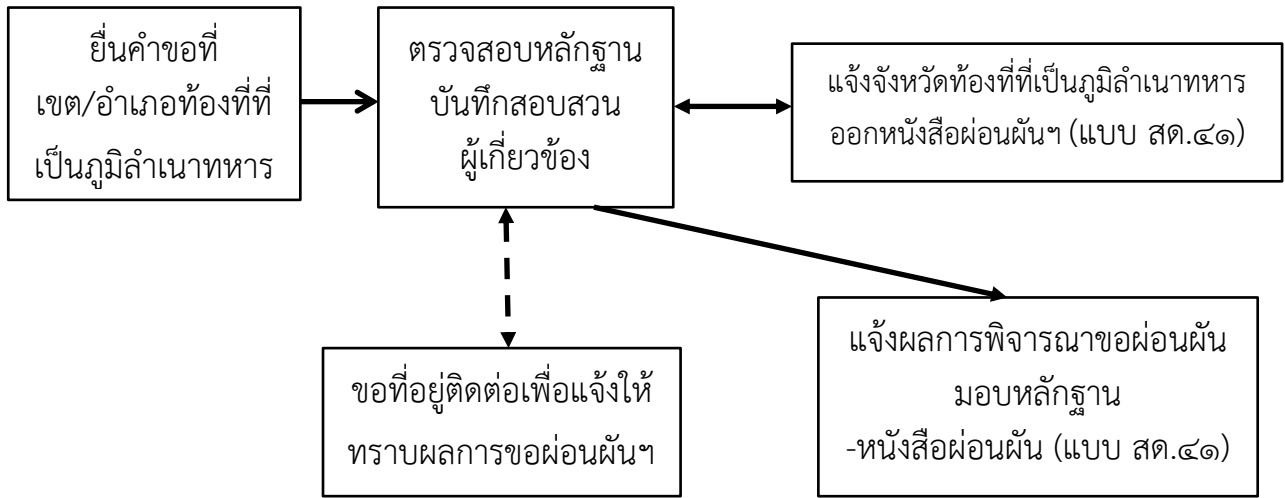 ยื่นคำขอที่
เขต/อำเภอท้องที่ที่
เป็นภูมิลำเนาทหาร
ตรวจสอบหลักฐาน
บันทึกสอบสวน
ผู้เกี่ยวข้อง
แจ้งจังหวัดท้องที่ที่เป็นภูมิลำเนาทหาร
ออกหนังสือผ่อนผันฯ (แบบ สด.๔๑)
ขอที่อยู่ติดต่อเพื่อแจ้งให้
ทราบผลการขอผ่อนผันฯ
แจ้งผลการพิจารณาขอผ่อนผัน
มอบหลักฐาน
-หนังสือผ่อนผัน (แบบ สด.๔๑)